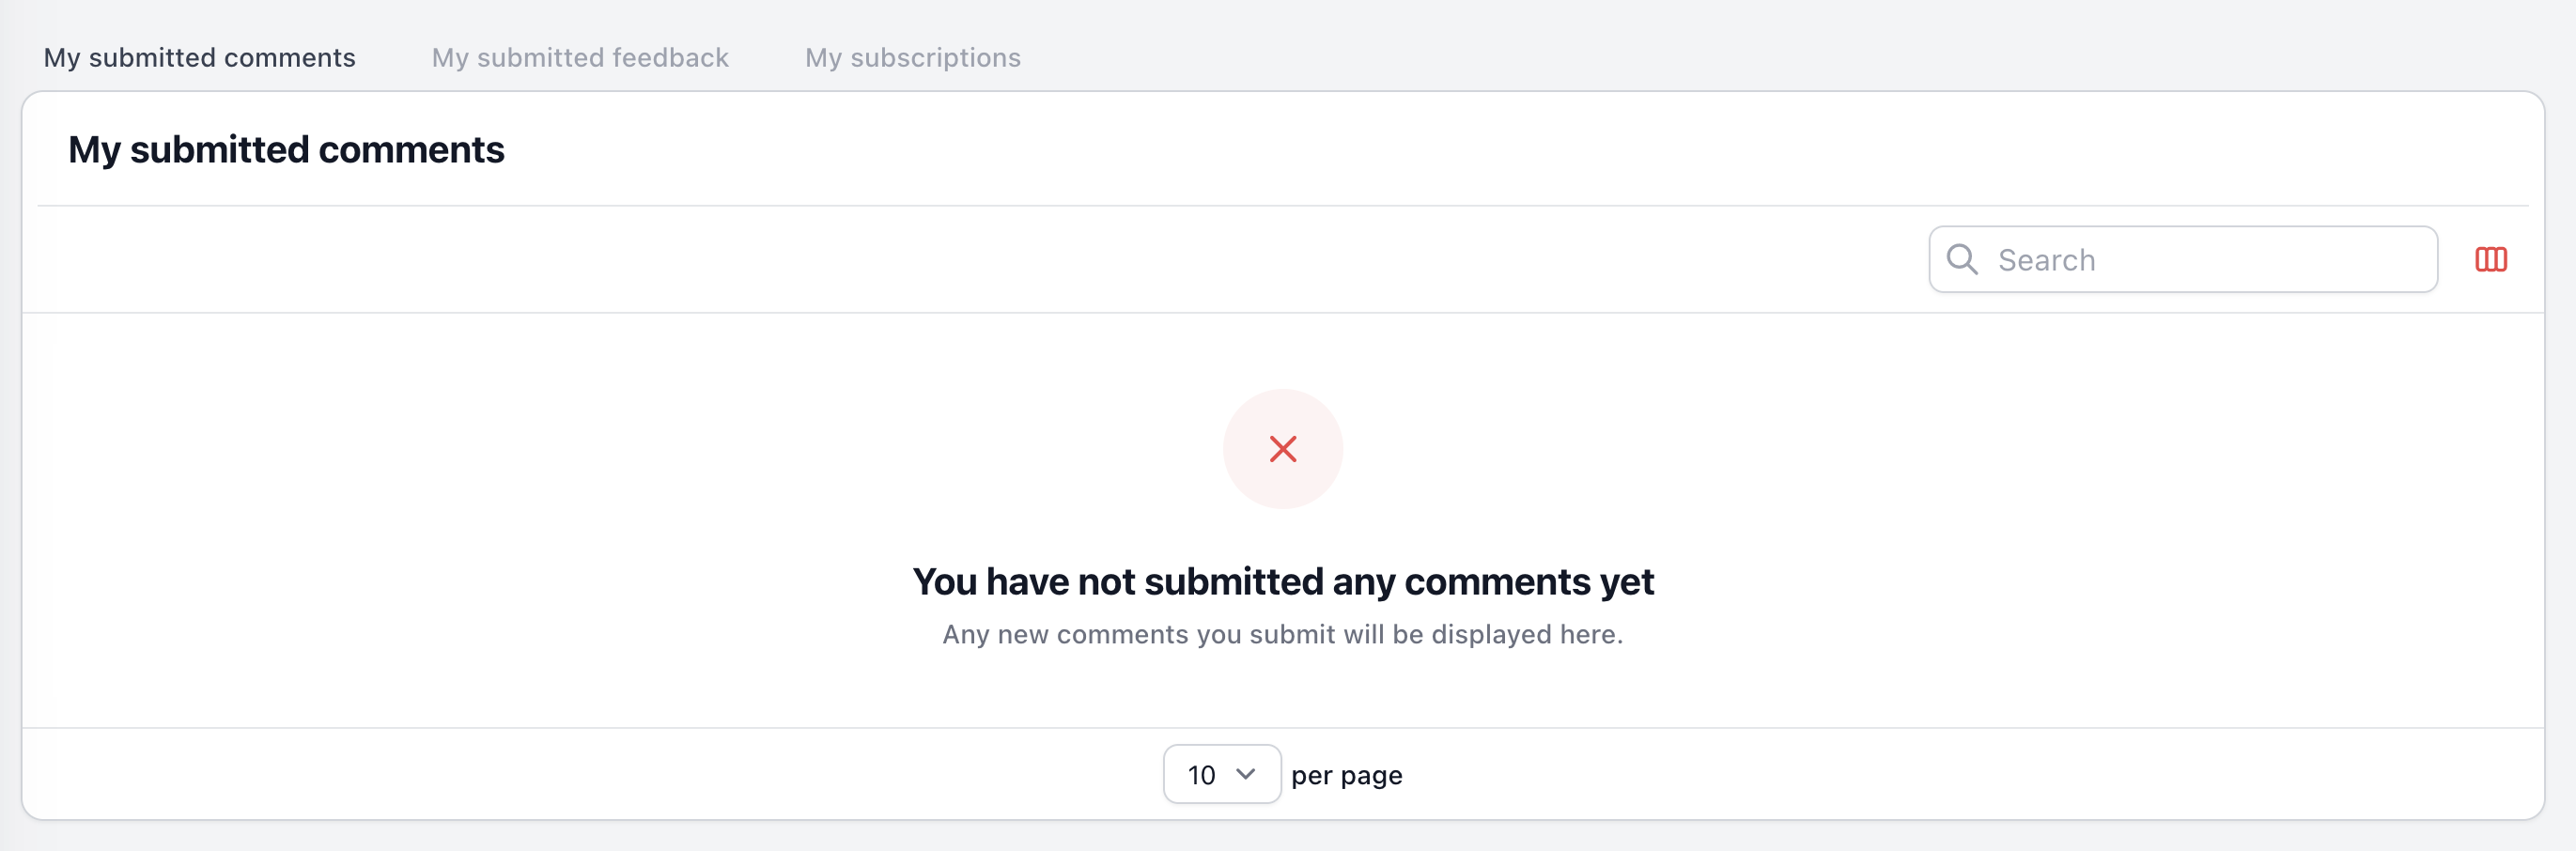 My submitted comments
My submitted feedback
My subscriptions
My submitted comments
Search
You have not submitted any comments yet
Any new comments you submit will be displayed here.
10 per page